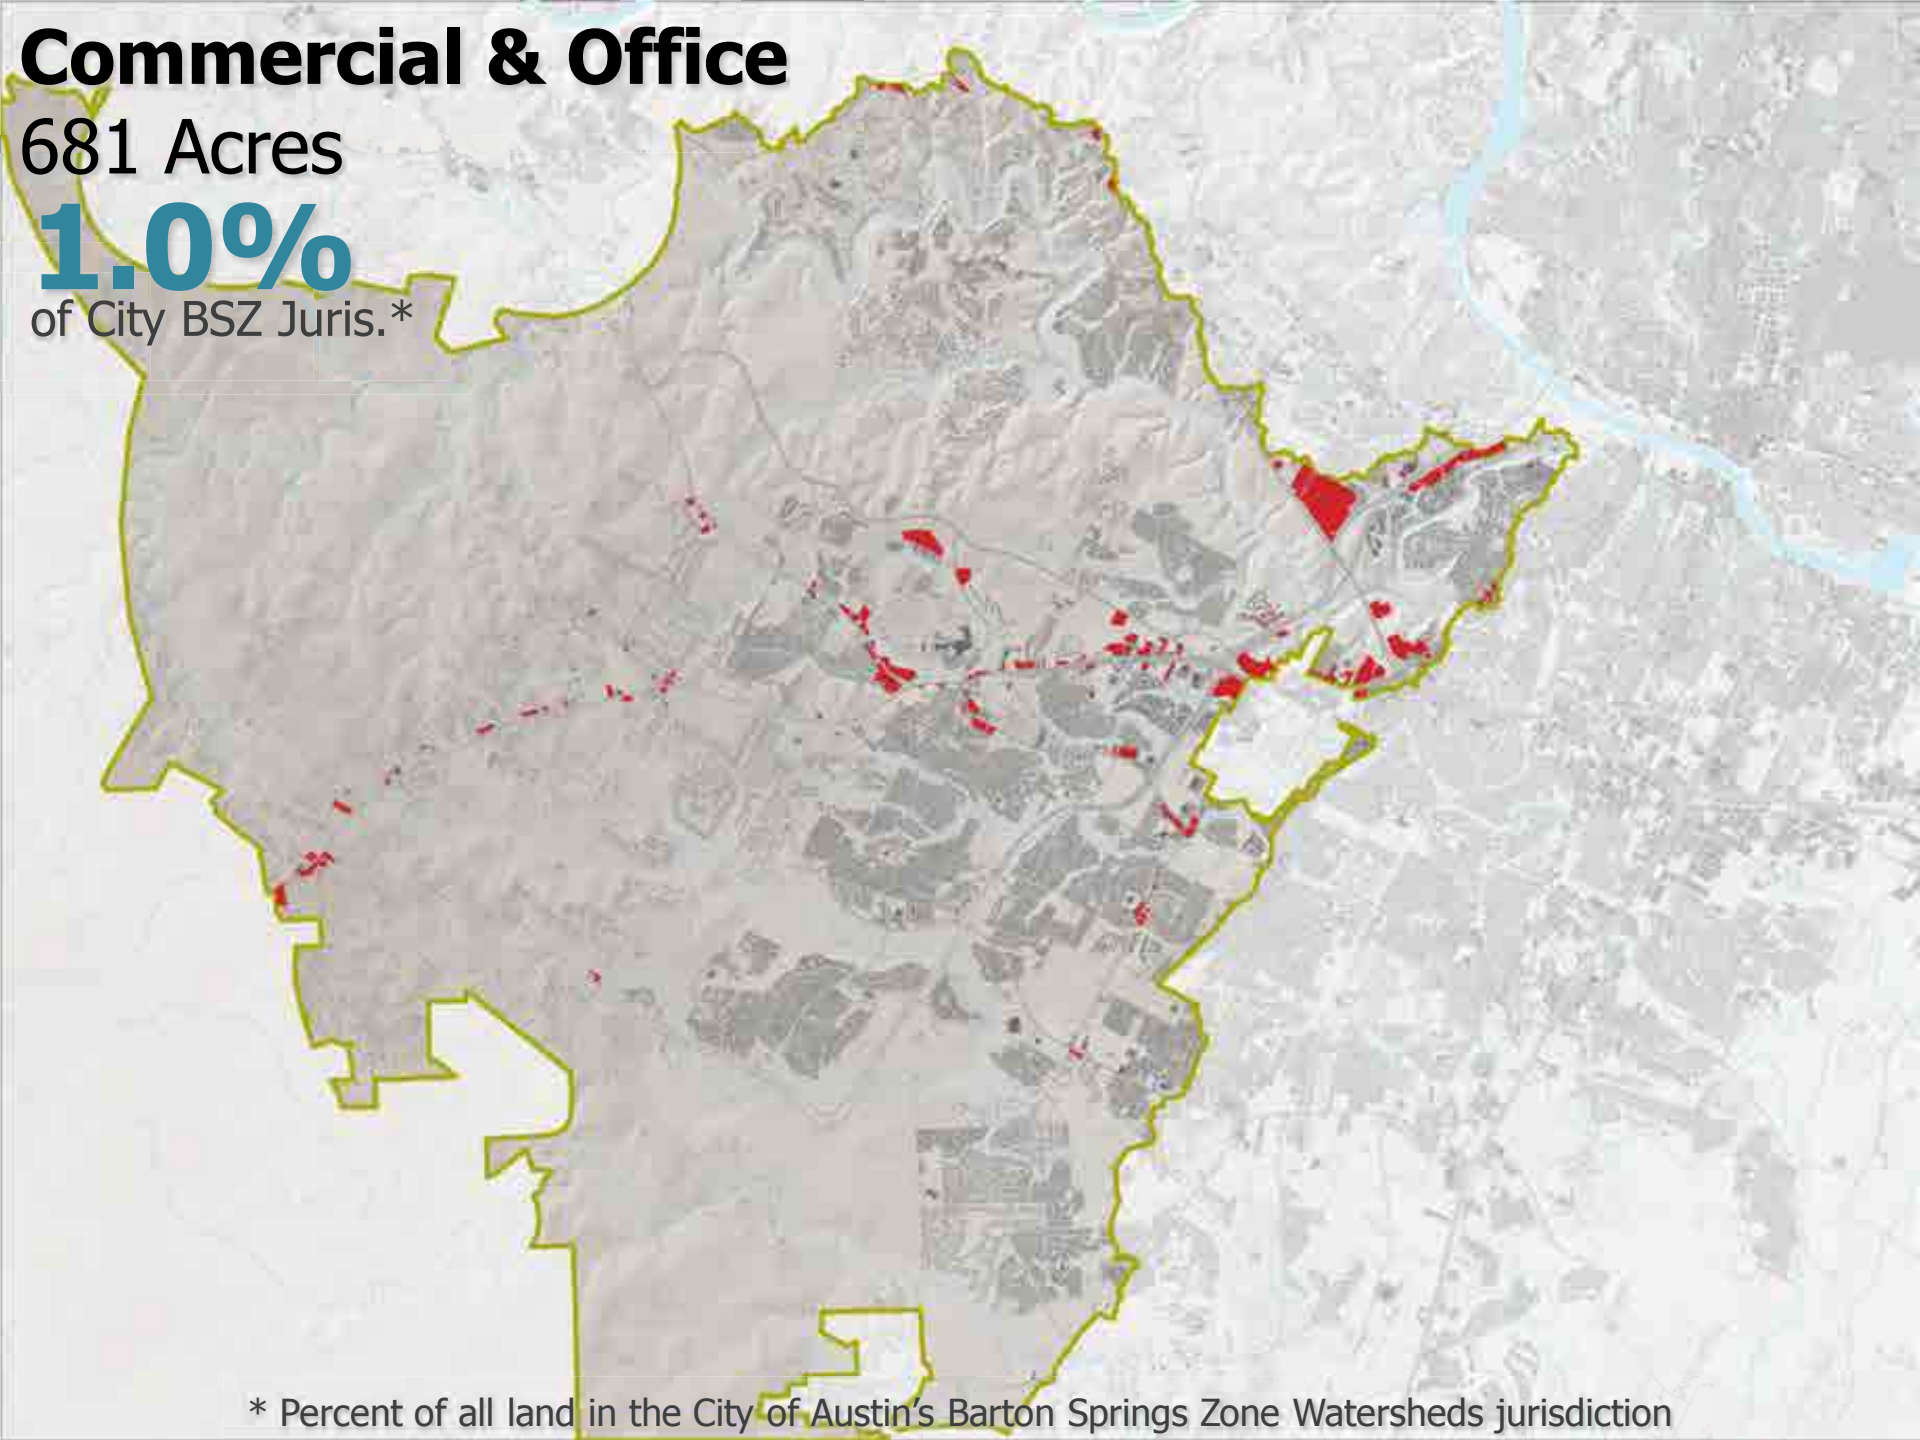 Commercial & Office
681 Acres
1.0%
of City BSZ Juris.*
* Percent of all land in the City of Austin's Barton Springs Zone Watersheds jurisdiction